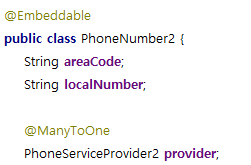 @Embeddable
public class PhoneNumber2 {
String areaCode;
String localNumber;
@ManyToOne
PhoneServiceProvider2 provider;